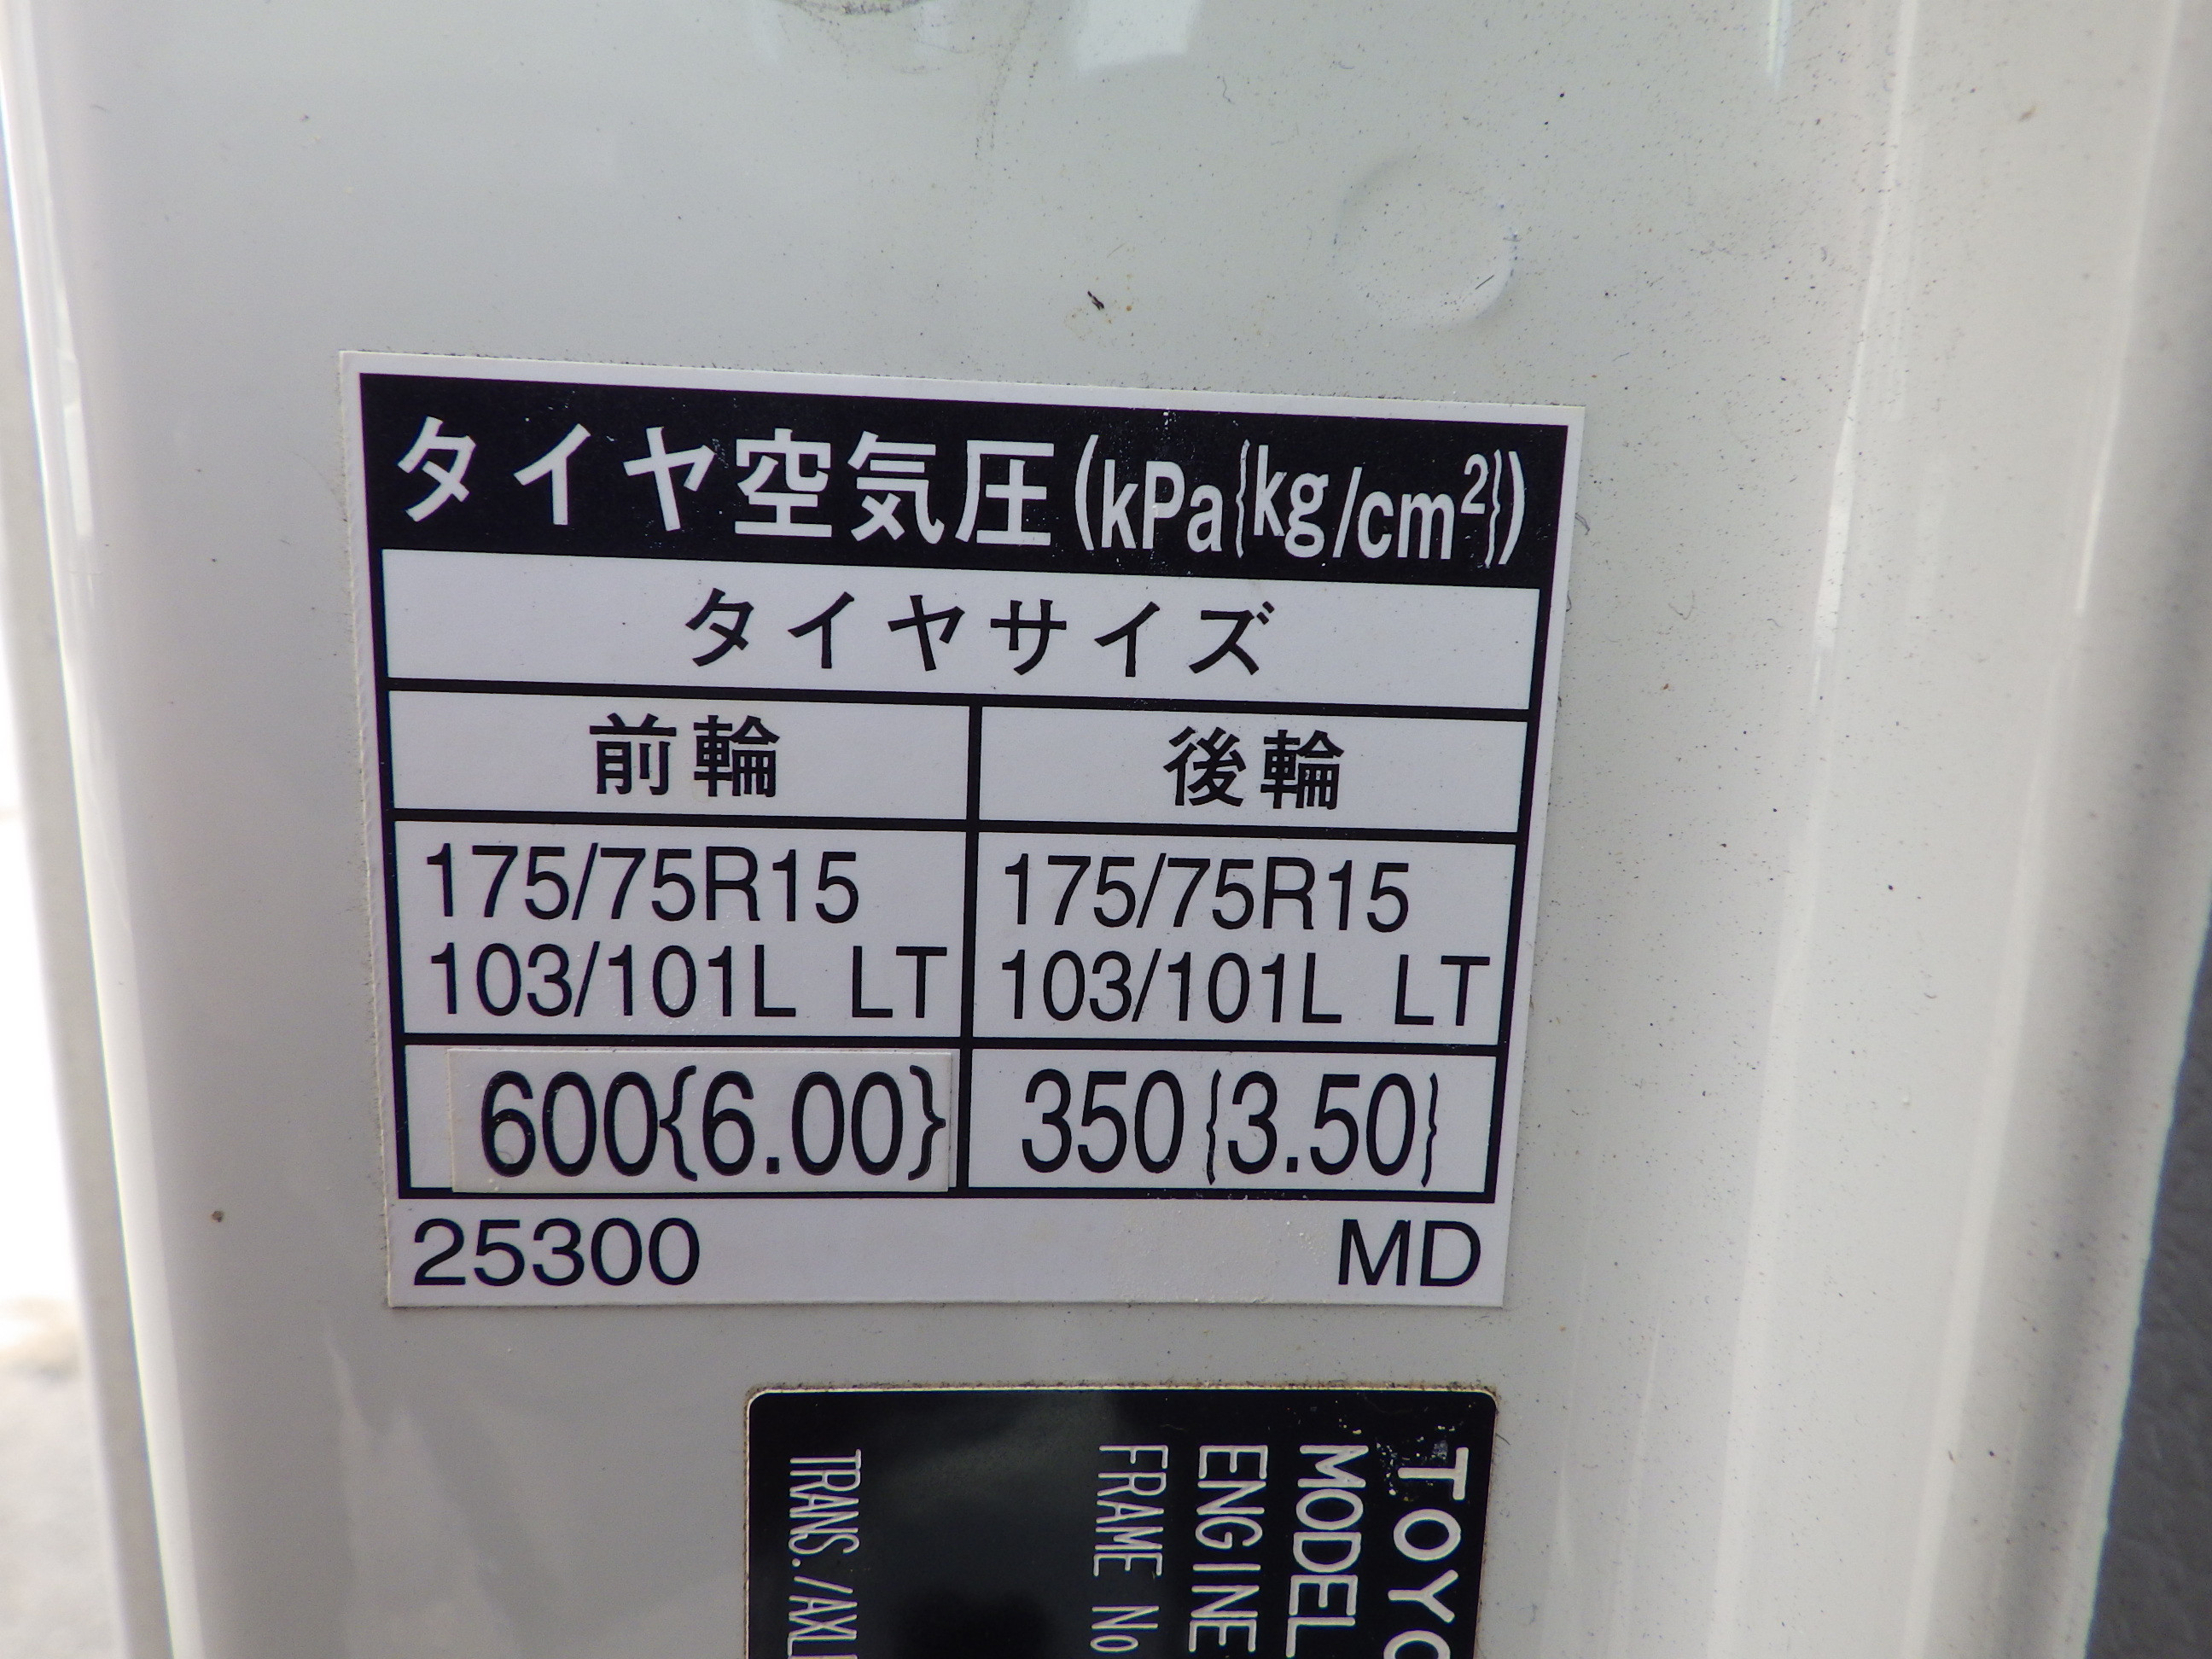 タイヤ空気圧(kPa{kg/cm²})
タイヤサイズ
前輪 後輪
175/75R15 175/75R15
103/101L LT 103/101L LT
600{6.00} 350{3.50}
25300 MD
TOYO
MODEL
ENGINE
FRAME No
TRANS./AXL